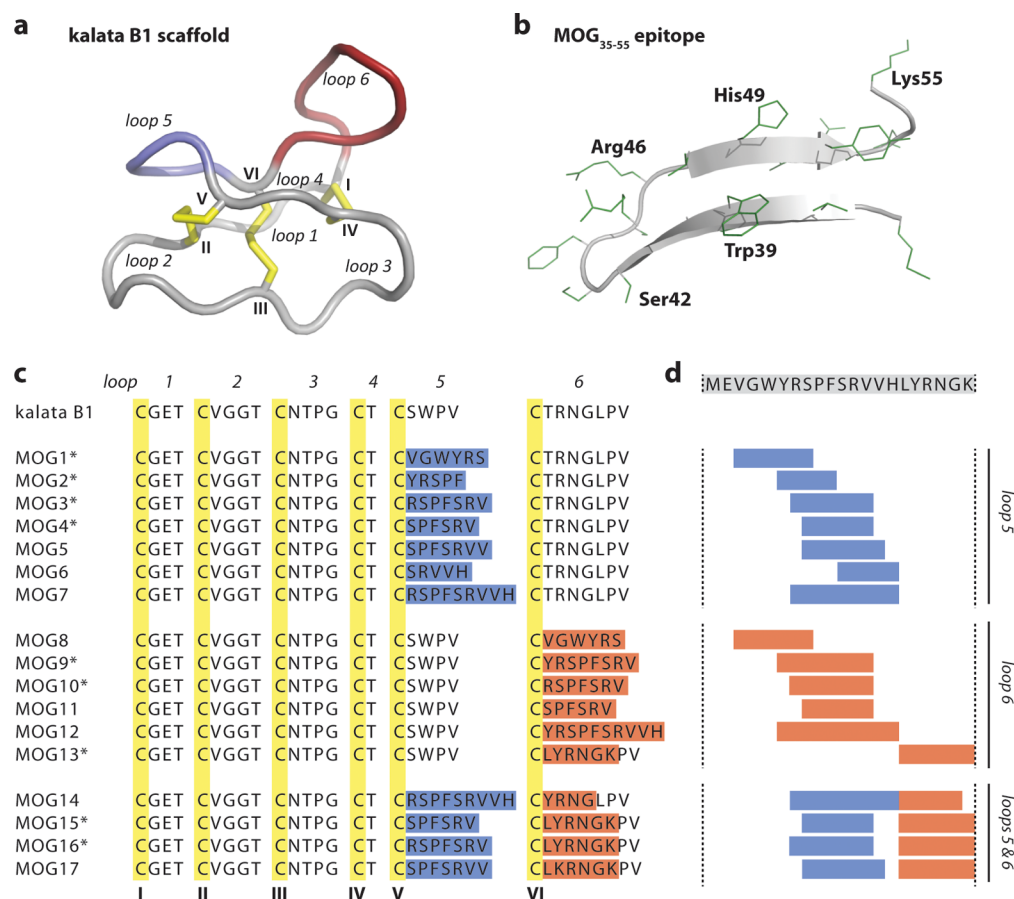 a
kalata B1 scaffold
loop 6
loop 5
VI
loop 4
I
V
II
loop 1
IV
loop 2
loop 3
III
b
MOG35-55 epitope
Lys55
His49
Arg46
Trp39
Ser42
c
loop 1 2 3 4 5 6
kalata B1 CGET CVGGT CNTPG CT CSWPV CTRNGLPV
MOG1* CGET CVGGT CNTPG CT CVGWYRS CTRNGLPV
MOG2* CGET CVGGT CNTPG CT CYRSPF CTRNGLPV
MOG3* CGET CVGGT CNTPG CT CRSPFSRV CTRNGLPV
MOG4* CGET CVGGT CNTPG CT CSPFSRV CTRNGLPV
MOG5 CGET CVGGT CNTPG CT CSPFSRVV CTRNGLPV
MOG6 CGET CVGGT CNTPG CT CSRVVH CTRNGLPV
MOG7 CGET CVGGT CNTPG CT CRSPFSRVVH CTRNGLPV
MOG8 CGET CVGGT CNTPG CT CSWPV CVGWYRS
MOG9* CGET CVGGT CNTPG CT CSWPV CYRSPFSRV
MOG10* CGET CVGGT CNTPG CT CSWPV CRSPFSRV
MOG11 CGET CVGGT CNTPG CT CSWPV CSPFSRV
MOG12 CGET CVGGT CNTPG CT CSWPV CYRSPFSRVVH
MOG13* CGET CVGGT CNTPG CT CSWPV CLYRNGKPV
MOG14 CGET CVGGT CNTPG CT CRSPFSRVVH CYRNGLPV
MOG15* CGET CVGGT CNTPG CT CSPFSRV CLYRNGKPV
MOG16* CGET CVGGT CNTPG CT CRSPFSRV CLYRNGKPV
MOG17 CGET CVGGT CNTPG CT CSPFSRVV CLKRNGKPV
I II III IV V VI
d
MEVGWYRSPFSRVVHLYRNGK
loop 5
loop 6
loops 5 & 6